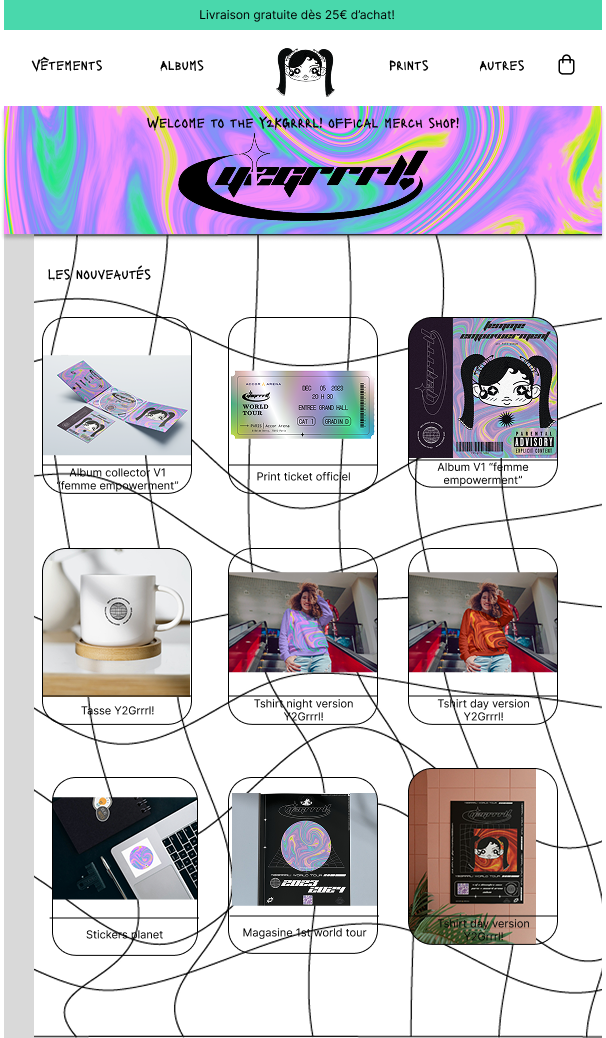 Livraison gratuite dès 25€ d'achat!
VÊTEMENTS
ALBUMS
PRINTS
AUTRES
WELCOME TO THE Y2KGRRRL! OFFICAL MERCH SHOP!
y2grrrl!
LES NOUVEAUTÉS
femme
empowerment
PARENTAL
ADVISORY
EXPLICIT CONTENT
ACCOR ARENA
WORLD
TOUR
DEC 05 2023
20 H 30
ENTREE GRAND HALL
CAT 1
GRADIN D
PARIS | Accor Arena
Album collector V1
“femme empowerment”
Print ticket officiel
Album V1 “femme
empowerment”
Tasse Y2Grrrl!
Tshirt night version
Y2Grrrl!
Tshirt day version
Y2Grrrl!
y2grrrl!
2023
2024
Stickers planet
Magasine 1st world tour
Tshirt day version
Y2Grrrl!